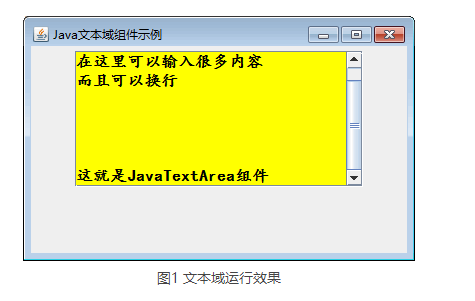 Java文本域组件示例
在这里可以输入很多内容
而且可以换行
这就是JavaTextArea组件
图1 文本域运行效果